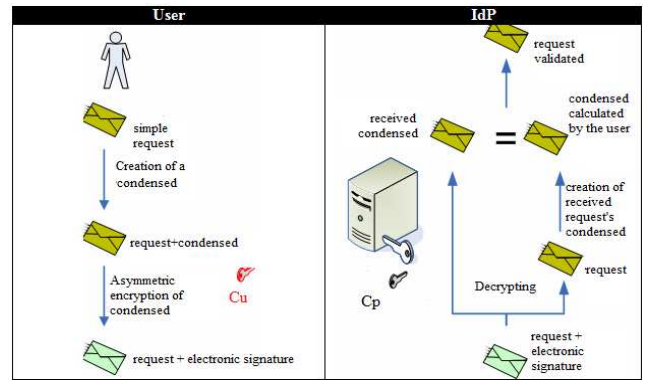 User
simple
request
Creation of a
condensed
request+condensed
Asymmetric
encryption of
condensed
Cu
request + electronic signature
IdP
request
validated
received
condensed
=
condensed
calculated
by the user
creation of
received
request's
condensed
request
Decrypting
Cp
request +
electronic
signature